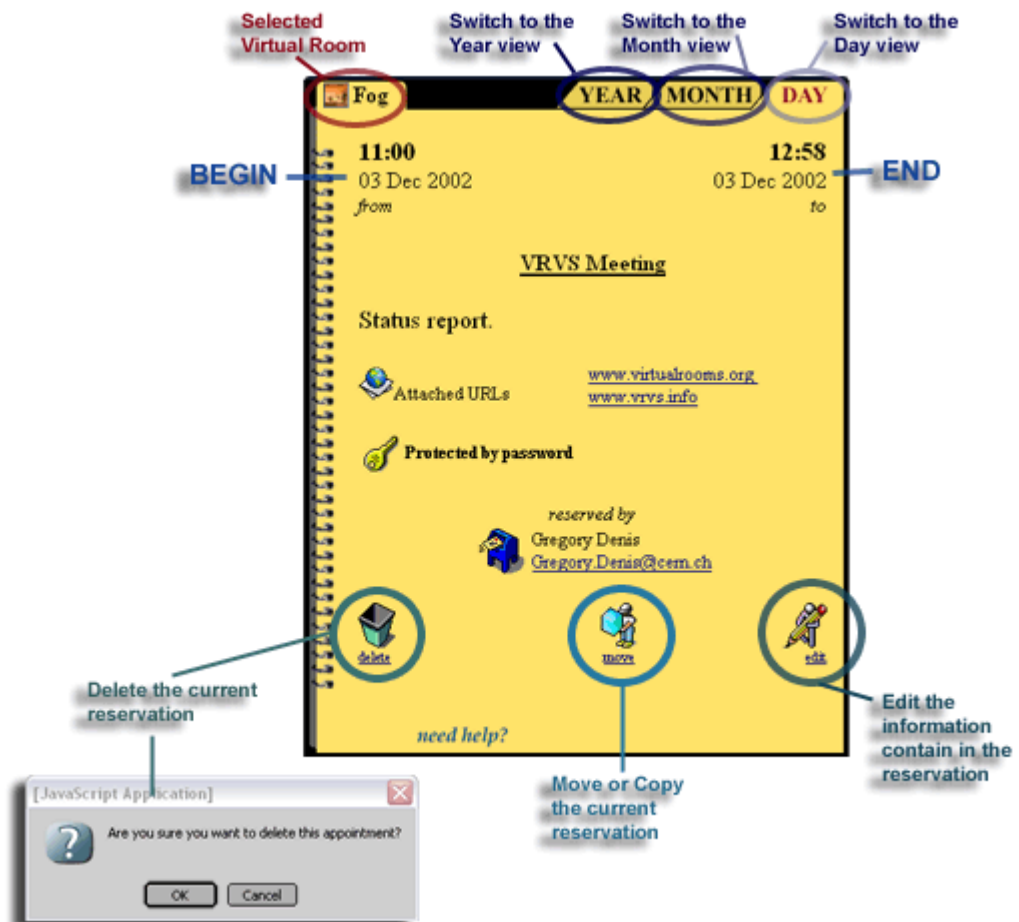 Selected
Virtual Room
Switch to the
Year view
Switch to the
Month view
Switch to the
Day view
Fog
YEAR
MONTH
DAY
BEGIN
11:00
03 Dec 2002
from
12:58
03 Dec 2002
to
END
VRVS Meeting
Status report.
Attached URLs
www.virtualrooms.org
www.vrvs.info
Protected by password
reserved by
Gregory Denis
Gregory.Denis@cern.ch
delete
move
edit
Delete the current
reservation
need help?
Move or Copy
the current
reservation
Edit the
information
contain in the
reservation
[JavaScript Application]
Are you sure you want to delete this appointment?
OK
Cancel